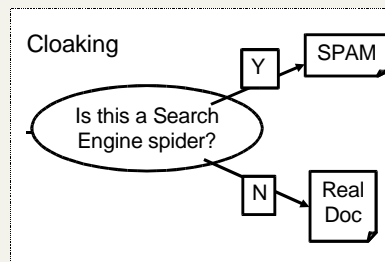 Cloaking
Y
SPAM
Is this a Search
Engine spider?
N
Real
Doc